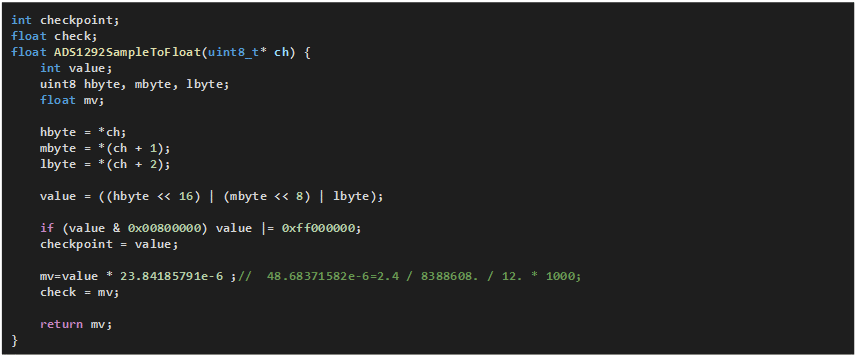 int checkpoint;
float check;
float ADS1292SampleToFloat(uint8_t* ch) {
    int value;
    uint8 hbyte, mbyte, lbyte;
    float mv;

    hbyte = *ch;
    mbyte = *(ch + 1);
    lbyte = *(ch + 2);

    value = ((hbyte << 16) | (mbyte << 8) | lbyte);

    if (value & 0x00800000) value |= 0xff000000;
    checkpoint = value;

    mv=value * 23.84185791e-6 ;//  48.68371582e-6=2.4 / 8388608. / 12. * 1000;
    check = mv;

    return mv;
}